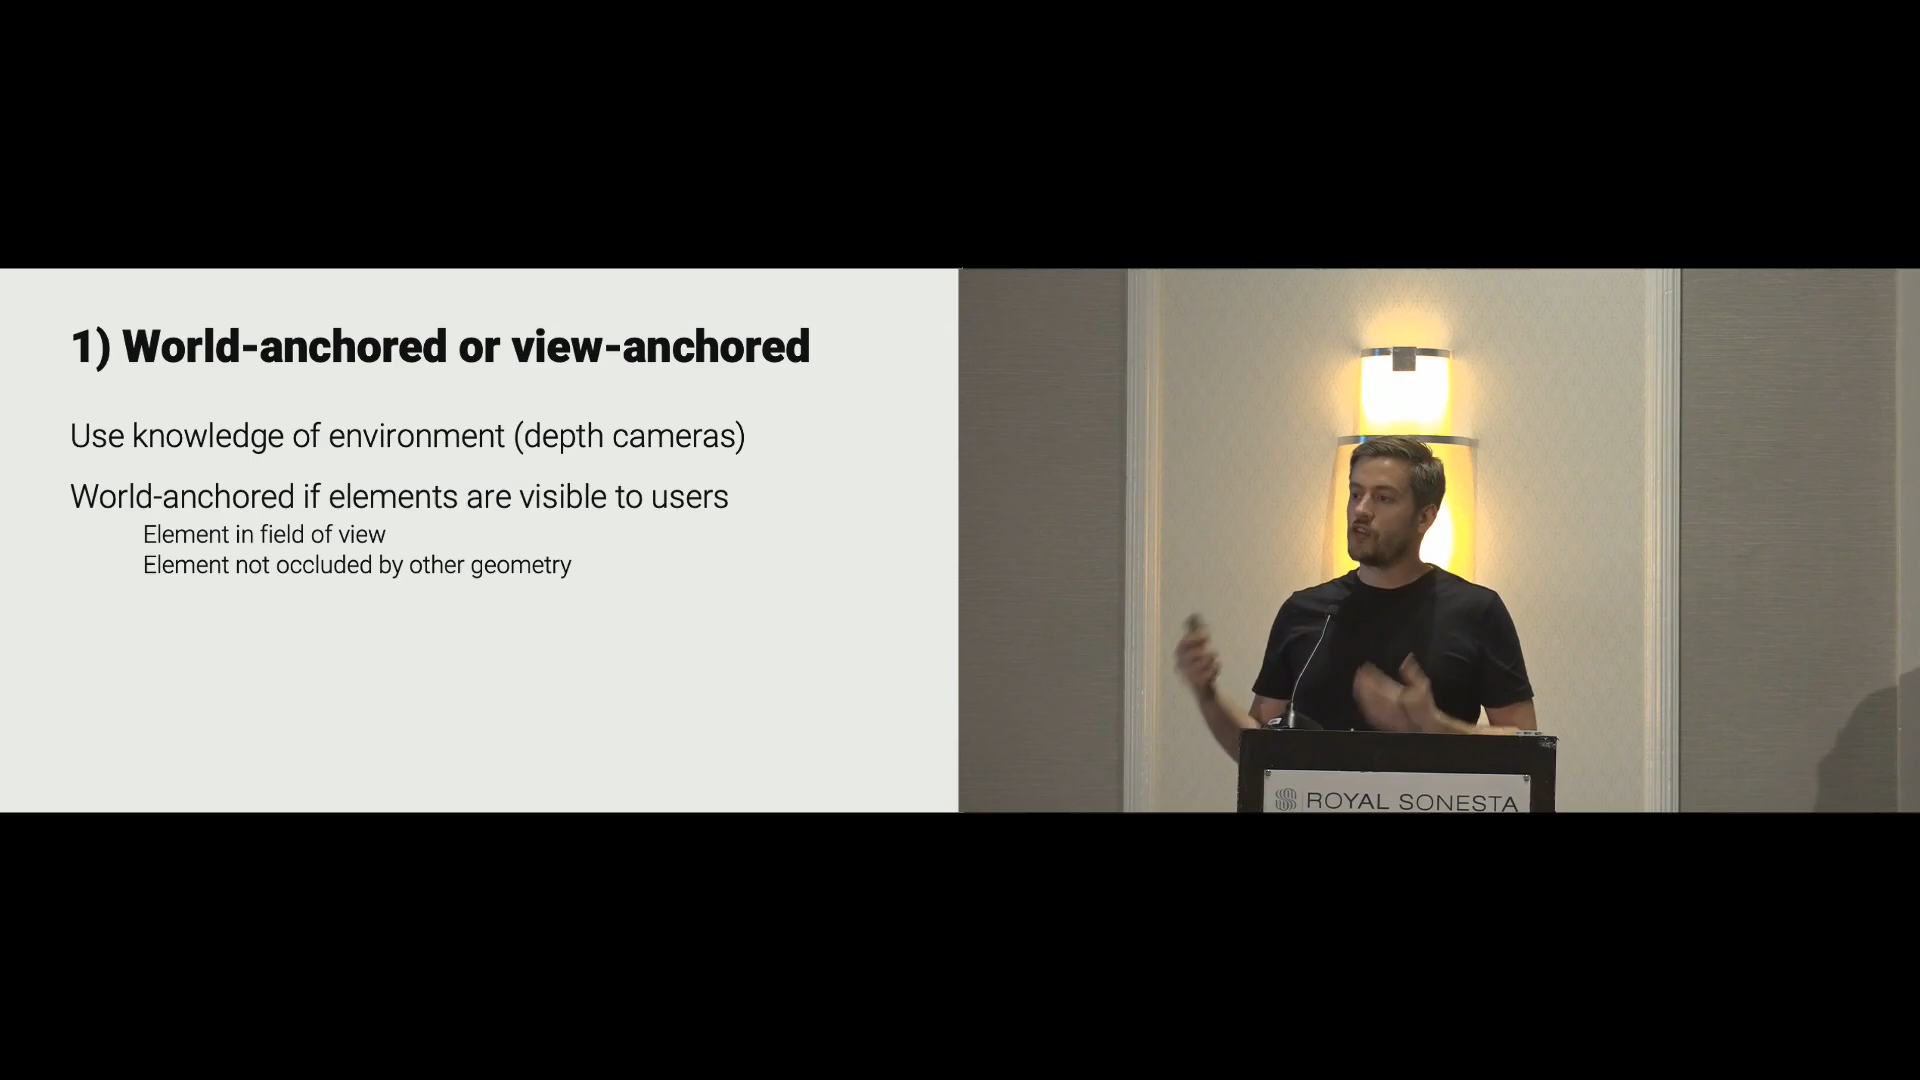 1) World-anchored or view-anchored
Use knowledge of environment (depth cameras)
World-anchored if elements are visible to users
Element in field of view
Element not occluded by other geometry
ROYAL SONESTA